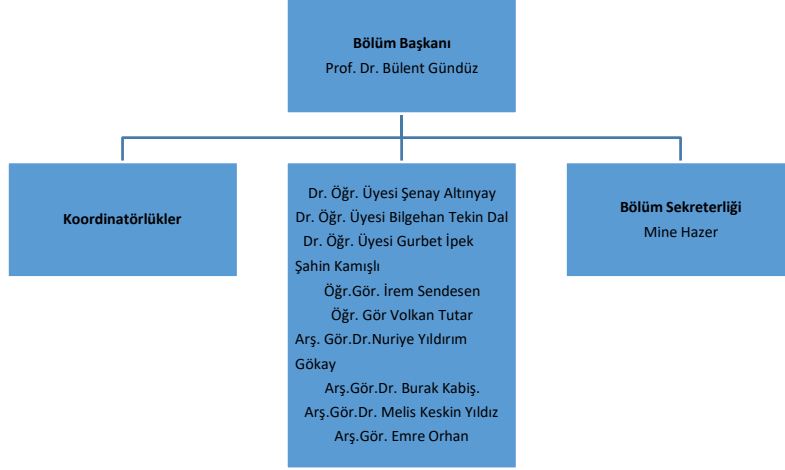 Bölüm Başkanı
Prof. Dr. Bülent Gündüz
Koordinatörlükler
Dr. Öğr. Üyesi Şenay Altınyay
Dr. Öğr. Üyesi Bilgehan Tekin Dal
Dr. Öğr. Üyesi Gurbet İpek
Şahin Kamışlı
Öğr.Gör. İrem Sendesen
Öğr. Gör Volkan Tutar
Arş. Gör.Dr.Nuriye Yıldırım
Gökay
Arş.Gör.Dr. Burak Kabiş.
Arş.Gör.Dr. Melis Keskin Yıldız
Arş.Gör. Emre Orhan
Bölüm Sekreterliği
Mine Hazer